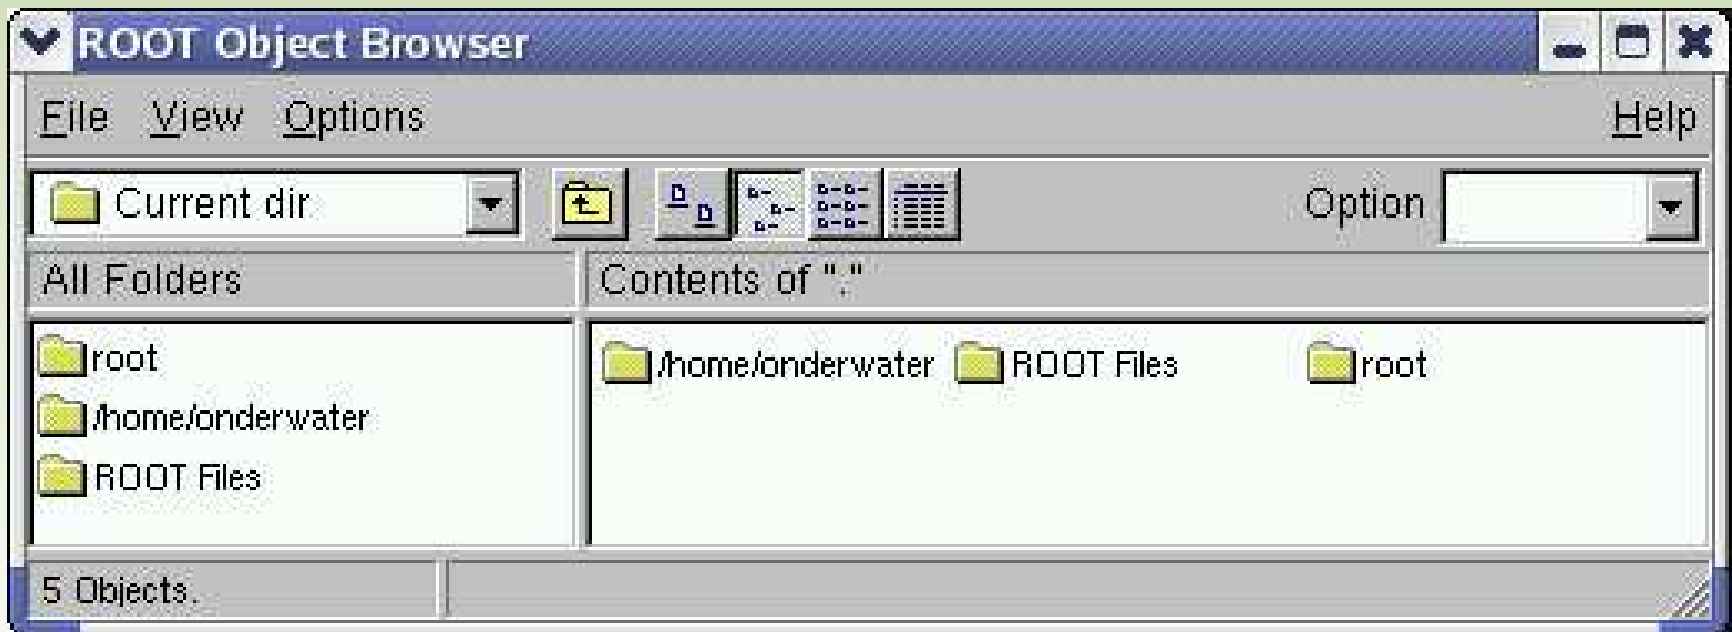 ROOT Object Browser
File View Options Help
Current dir Option
All Folders Contents of "."
root
/home/onderwater
ROOT Files
/home/onderwater ROOT Files root
5 Objects.